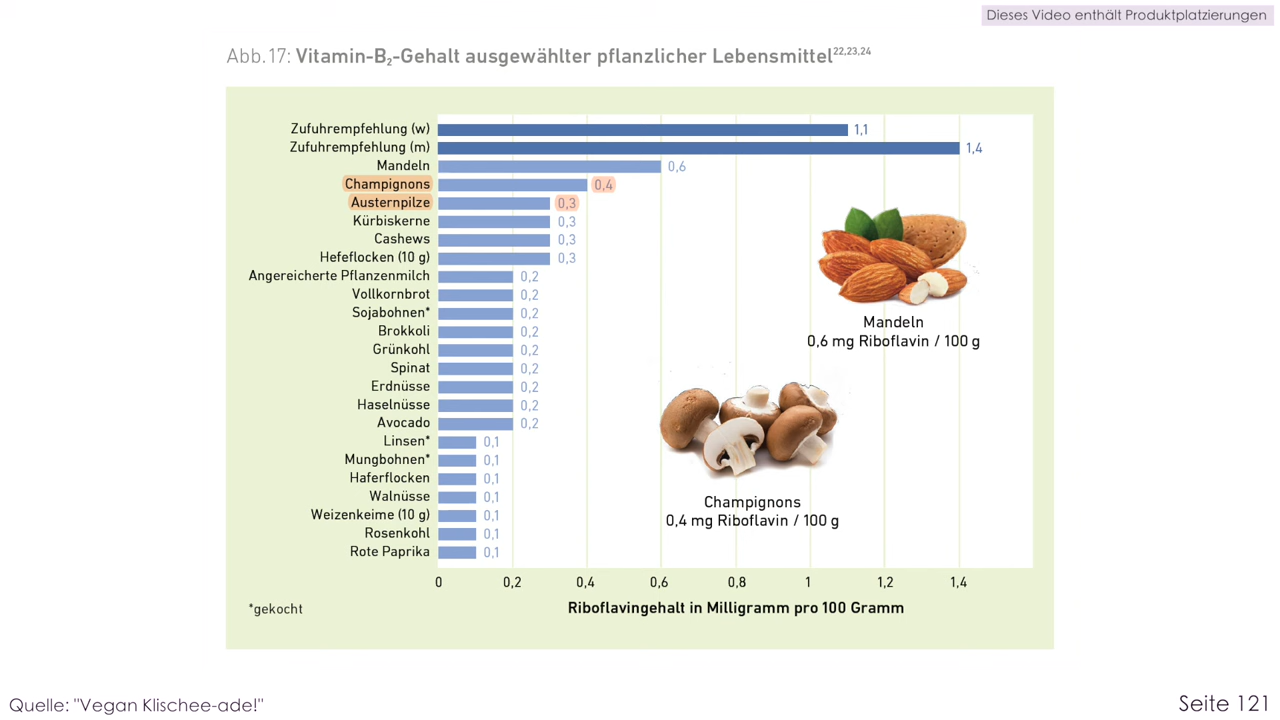 Dieses Video enthält Produktplatzierungen
Abb. 17: Vitamin-B₂-Gehalt ausgewählter pflanzlicher Lebensmittel²²,²³,²⁴
Zufuhrempfehlung (w) 1,1
Zufuhrempfehlung (m) 1,4
Mandeln 0,6
Champignons 0,4
Austernpilze 0,3
Kürbiskerne 0,3
Cashews 0,3
Hefeflocken (10 g) 0,3
Angereicherte Pflanzenmilch 0,2
Vollkornbrot 0,2
Sojabohnen* 0,2
Brokkoli 0,2
Grünkohl 0,2
Spinat 0,2
Erdnüsse 0,2
Haselnüsse 0,2
Avocado 0,2
Linsen* 0,1
Mungbohnen* 0,1
Haferflocken 0,1
Walnüsse 0,1
Weizenkeime (10 g) 0,1
Rosenkohl 0,1
Rote Paprika 0,1
Mandeln
0,6 mg Riboflavin / 100 g
Champignons
0,4 mg Riboflavin / 100 g
0 0,2 0,4 0,6 0,8 1 1,2 1,4
*gekocht
Riboflavingehalt in Milligramm pro 100 Gramm
Quelle: "Vegan Klischee-ade!"
Seite 121